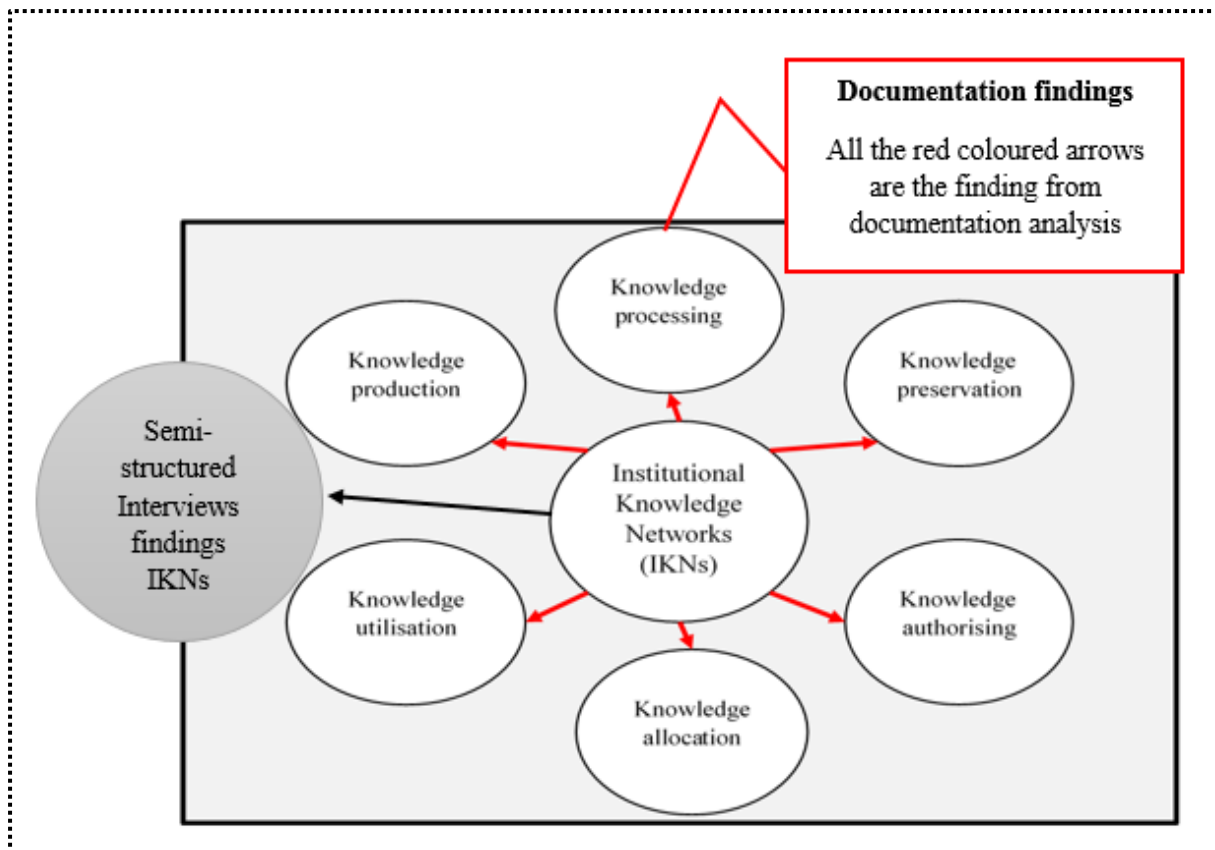 Documentation findings
All the red coloured arrows
are the finding from
documentation analysis
Knowledge
processing
Knowledge
production
Knowledge
preservation
Semi-
structured
Interviews
findings
IKNs
Institutional
Knowledge
Networks
(IKNs)
Knowledge
utilisation
Knowledge
authorising
Knowledge
allocation